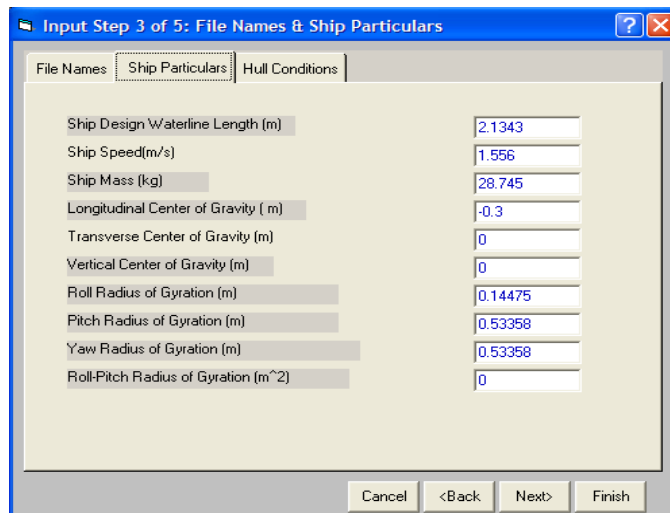 Input Step 3 of 5: File Names & Ship Particulars
File Names Ship Particulars Hull Conditions
Ship Design Waterline Length (m) 2.1343
Ship Speed(m/s) 1.556
Ship Mass (kg) 28.745
Longitudinal Center of Gravity ( m) -0.3
Transverse Center of Gravity (m) 0
Vertical Center of Gravity (m) 0
Roll Radius of Gyration (m) 0.14475
Pitch Radius of Gyration (m) 0.53358
Yaw Radius of Gyration (m) 0.53358
Roll-Pitch Radius of Gyration (m^2) 0
Cancel <Back Next> Finish